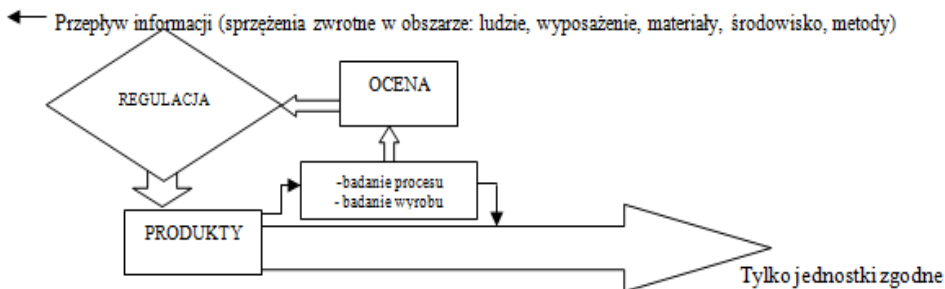 Przepływ informacji (sprzężenia zwrotne w obszarze: ludzie, wyposażenie, materiały, środowisko, metody)
OCENA
REGULACJA
-badanie procesu
- badanie wyrobu
PRODUKTY
Tylko jednostki zgodne